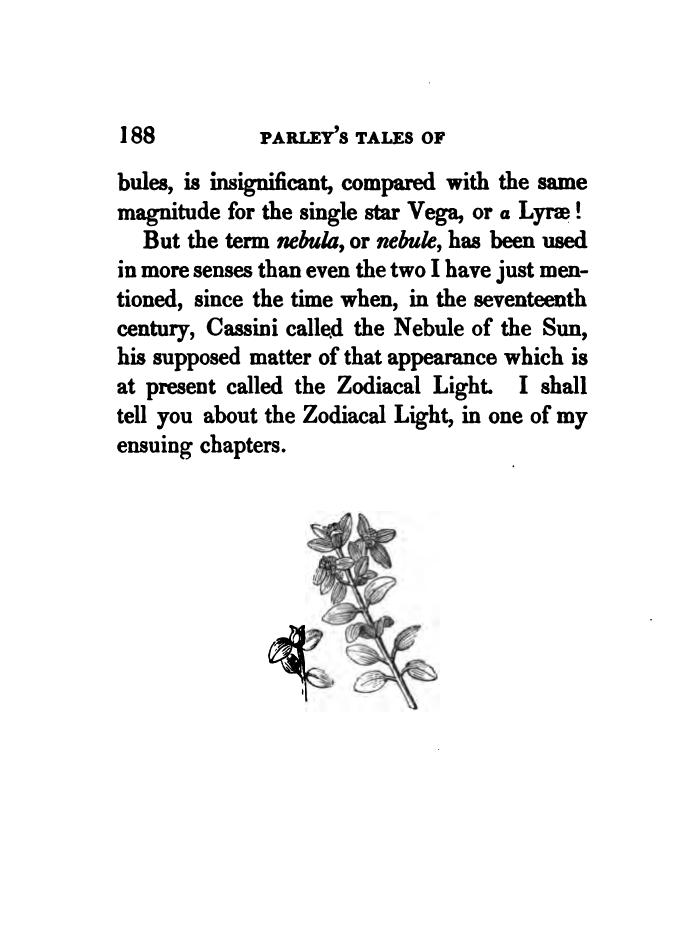 188 PARLEY'S TALES OF
bules, is insignificant, compared with the same
magnitude for the single star Vega, or a Lyræ !
But the term nebula, or nebule, has been used
in more senses than even the two I have just men-
tioned, since the time when, in the seventeenth
century, Cassini called the Nebule of the Sun,
his supposed matter of that appearance which is
at present called the Zodiacal Light. I shall
tell you about the Zodiacal Light, in one of my
ensuing chapters.